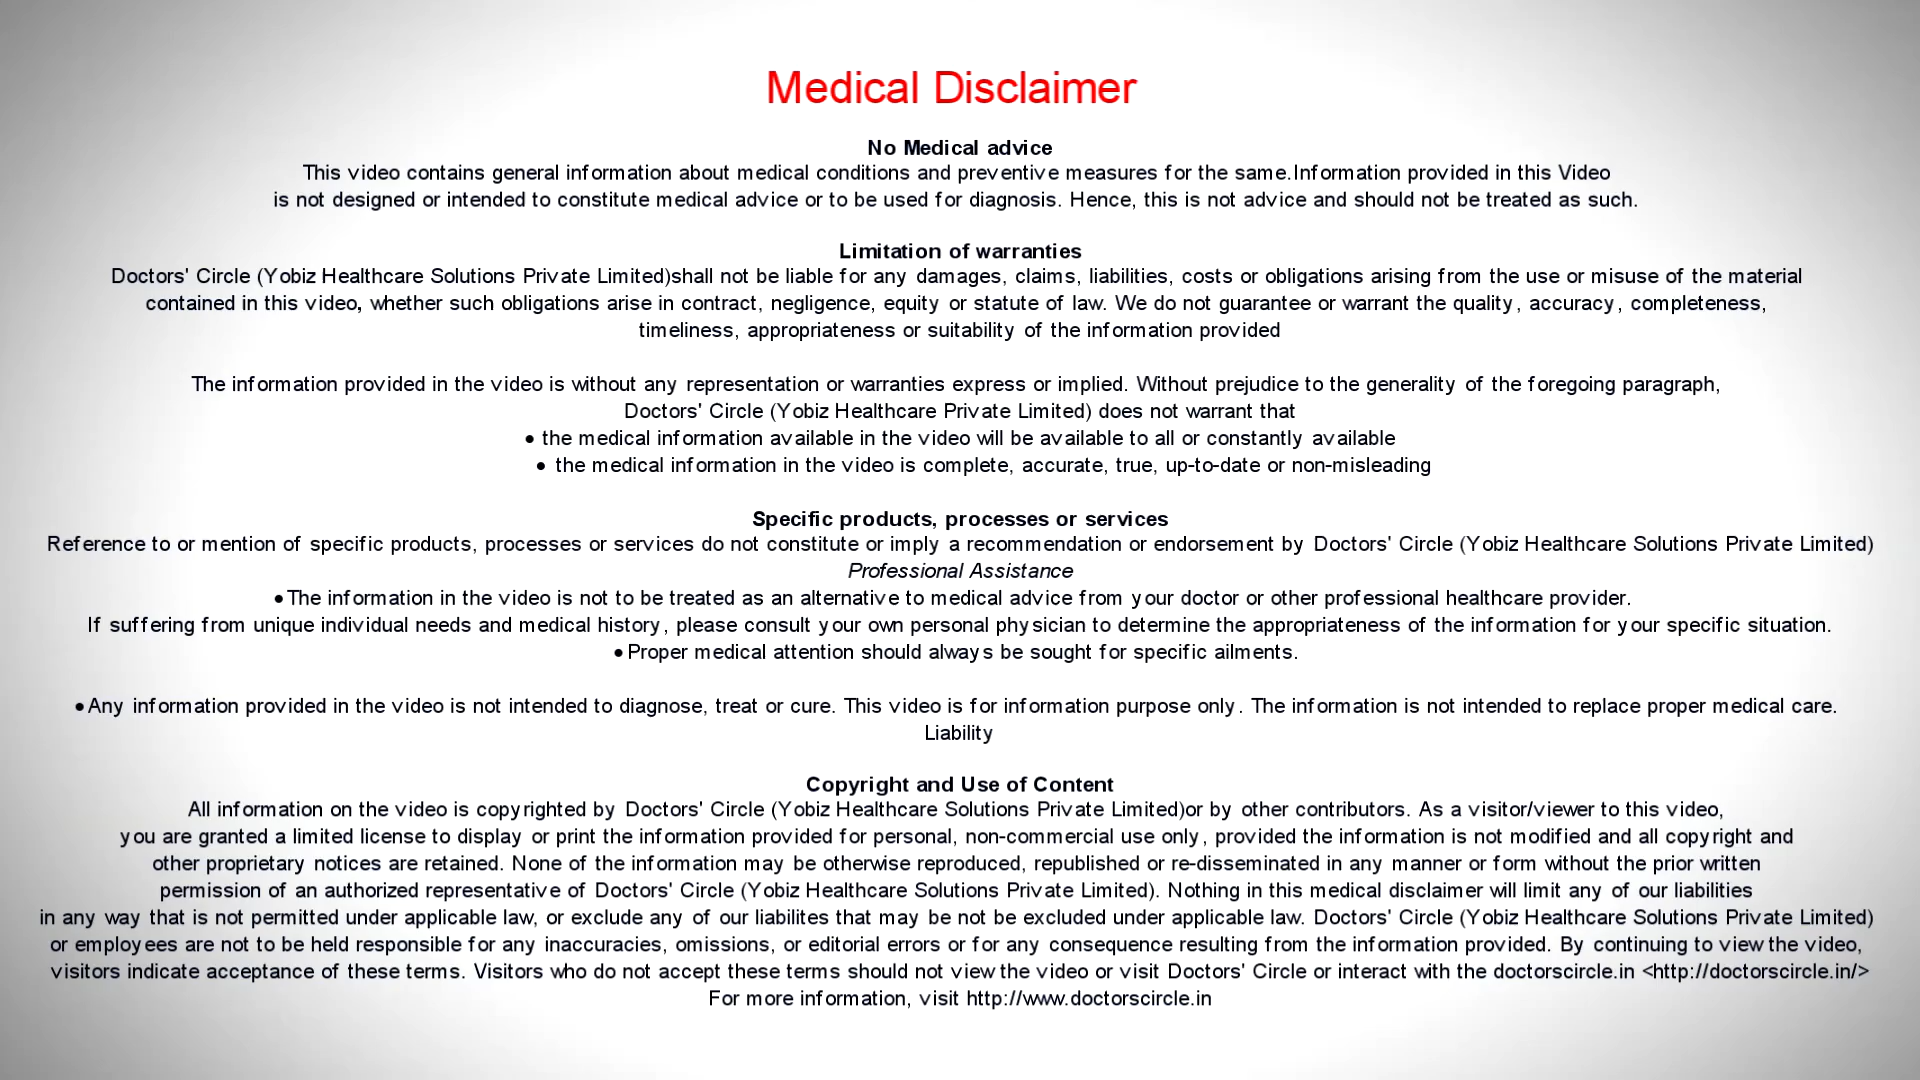 Medical Disclaimer
No Medical advice
This video contains general information about medical conditions and preventive measures for the same.Information provided in this Video
is not designed or intended to constitute medical advice or to be used for diagnosis. Hence, this is not advice and should not be treated as such.
Limitation of warranties
Doctors' Circle (Yobiz Healthcare Solutions Private Limited)shall not be liable for any damages, claims, liabilities, costs or obligations arising from the use or misuse of the material
contained in this video, whether such obligations arise in contract, negligence, equity or statute of law. We do not guarantee or warrant the quality, accuracy, completeness,
timeliness, appropriateness or suitability of the information provided
The information provided in the video is without any representation or warranties express or implied. Without prejudice to the generality of the foregoing paragraph,
Doctors' Circle (Yobiz Healthcare Private Limited) does not warrant that
• the medical information available in the video will be available to all or constantly available
• the medical information in the video is complete, accurate, true, up-to-date or non-misleading
Specific products, processes or services
Reference to or mention of specific products, processes or services do not constitute or imply a recommendation or endorsement by Doctors' Circle (Yobiz Healthcare Solutions Private Limited)
Professional Assistance
•The information in the video is not to be treated as an alternative to medical advice from your doctor or other professional healthcare provider.
If suffering from unique individual needs and medical history, please consult your own personal physician to determine the appropriateness of the information for your specific situation.
•Proper medical attention should always be sought for specific ailments.
•Any information provided in the video is not intended to diagnose, treat or cure. This video is for information purpose only. The information is not intended to replace proper medical care.
Liability
Copyright and Use of Content
All information on the video is copyrighted by Doctors' Circle (Yobiz Healthcare Solutions Private Limited)or by other contributors. As a visitor/viewer to this video,
you are granted a limited license to display or print the information provided for personal, non-commercial use only, provided the information is not modified and all copyright and
other proprietary notices are retained. None of the information may be otherwise reproduced, republished or re-disseminated in any manner or form without the prior written
permission of an authorized representative of Doctors' Circle (Yobiz Healthcare Solutions Private Limited). Nothing in this medical disclaimer will limit any of our liabilities
in any way that is not permitted under applicable law, or exclude any of our liabilites that may be not be excluded under applicable law. Doctors' Circle (Yobiz Healthcare Solutions Private Limited)
or employees are not to be held responsible for any inaccuracies, omissions, or editorial errors or for any consequence resulting from the information provided. By continuing to view the video,
visitors indicate acceptance of these terms. Visitors who do not accept these terms should not view the video or visit Doctors' Circle or interact with the doctorscircle.in <http://doctorscircle.in/>
For more information, visit http://www.doctorscircle.in